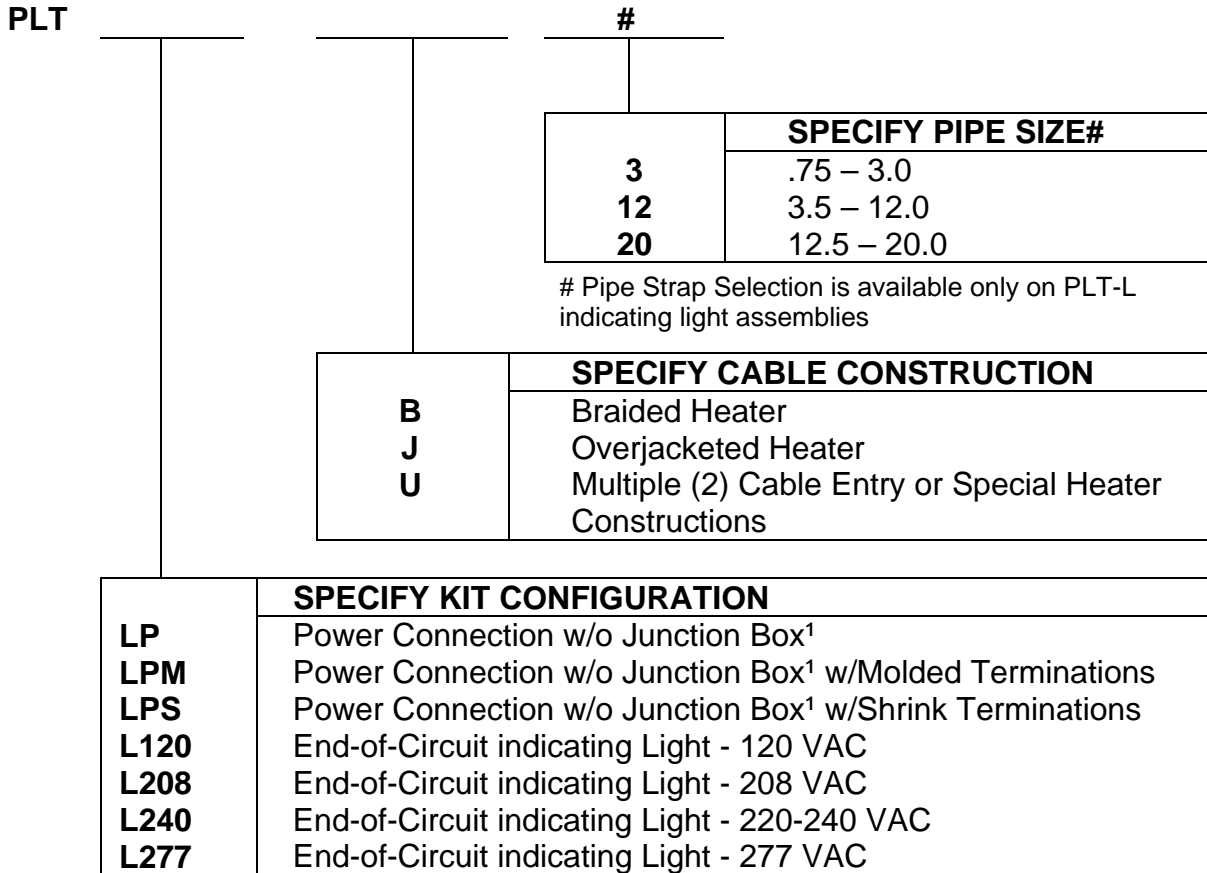 PLT #
SPECIFY PIPE SIZE#
3 .75 – 3.0
12 3.5 – 12.0
20 12.5 – 20.0
# Pipe Strap Selection is available only on PLT-L
indicating light assemblies
SPECIFY CABLE CONSTRUCTION
B Braided Heater
J Overjacketed Heater
U Multiple (2) Cable Entry or Special Heater
Constructions
SPECIFY KIT CONFIGURATION
LP Power Connection w/o Junction Box¹
LPM Power Connection w/o Junction Box¹ w/Molded Terminations
LPS Power Connection w/o Junction Box¹ w/Shrink Terminations
L120 End-of-Circuit indicating Light - 120 VAC
L208 End-of-Circuit indicating Light - 208 VAC
L240 End-of-Circuit indicating Light - 220-240 VAC
L277 End-of-Circuit indicating Light - 277 VAC